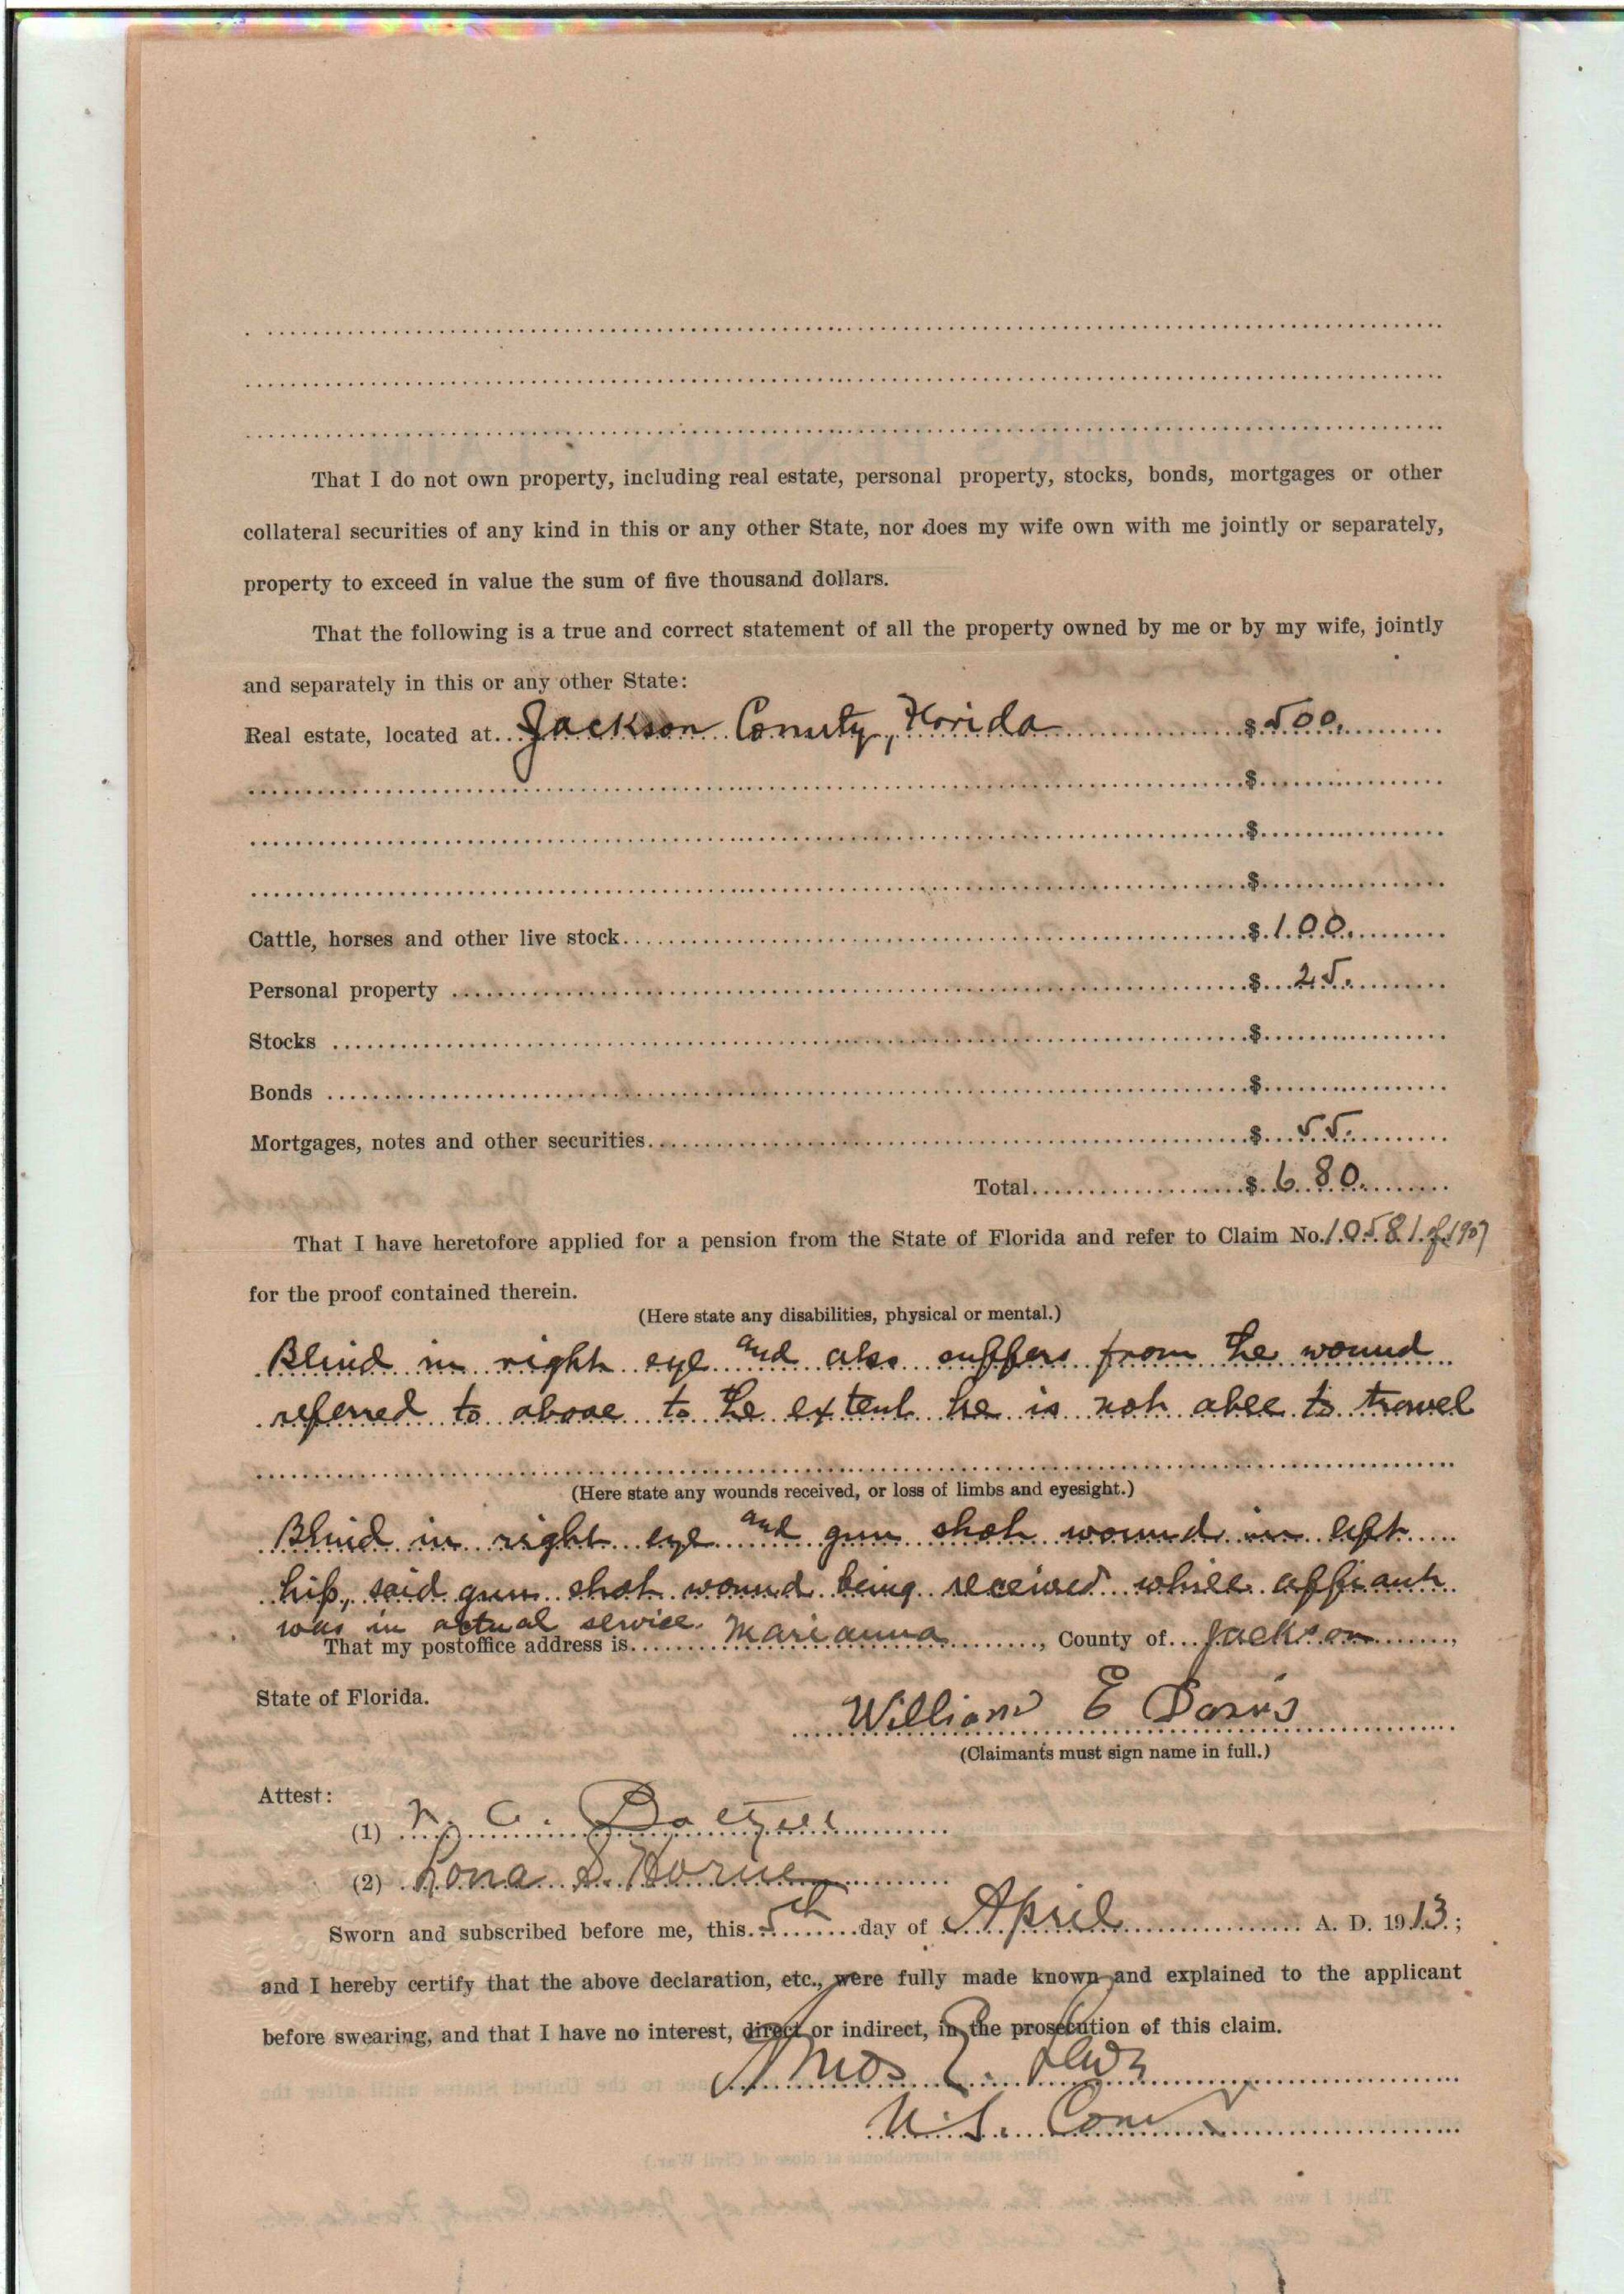 That I do not own property, including real estate, personal property, stocks, bonds, mortgages or other
collateral securities of any kind in this or any other State, nor does my wife own with me jointly or separately,
property to exceed in value the sum of five thousand dollars.
That the following is a true and correct statement of all the property owned by me or by my wife, jointly
and separately in this or any other State:
Real estate, located at Jackson County, Florida $ 500.
$
$
$
Cattle, horses and other live stock $ 100.
Personal property $ 25.
Stocks $
Bonds $
Mortgages, notes and other securities $ 55.
Total $ 680.
That I have heretofore applied for a pension from the State of Florida and refer to Claim No. 10581 of 1907
for the proof contained therein.
(Here state any disabilities, physical or mental.)
Blind in right eye and also suffers from the wound
referred to above to the extent he is not able to travel
(Here state any wounds received, or loss of limbs and eyesight.)
Blind in right eye and gun shot wound in left
hip, said gun shot wound being received while affiant
was in actual service.
That my postoffice address is Marianna, County of Jackson,
State of Florida.
William E Davis
(Claimants must sign name in full.)
Attest:
(1)
(2) Lona D. Horne
Sworn and subscribed before me, this 5th day of April A. D. 1913;
and I hereby certify that the above declaration, etc., were fully made known and explained to the applicant
before swearing, and that I have no interest, direct or indirect, in the prosecution of this claim.
U.S. Com